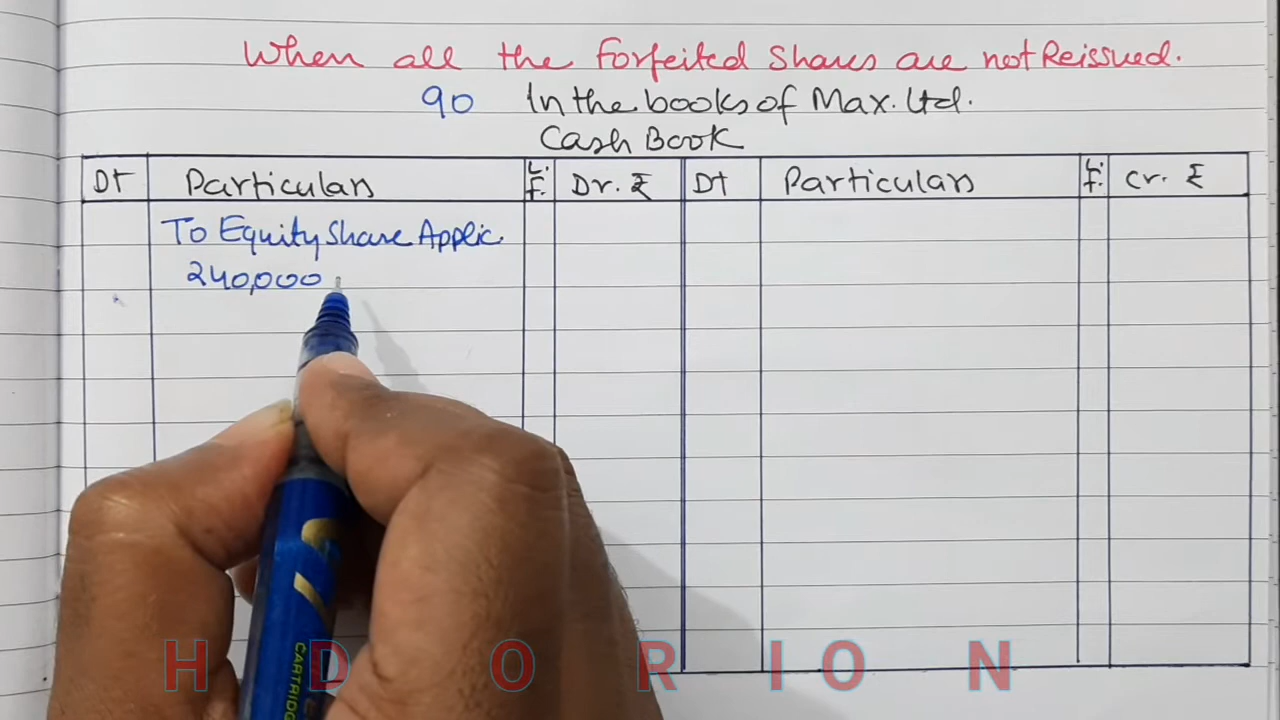 When all the Forfeited Shares are not Reissued.
90 In the books of Max. Ltd.
Cash Book
Dt Particulars L.F. Dr. ₹ Dt Particulars L.F. Cr. ₹
To Equity Share Applic.
240,000
CARTRIDG
H D O R I O N